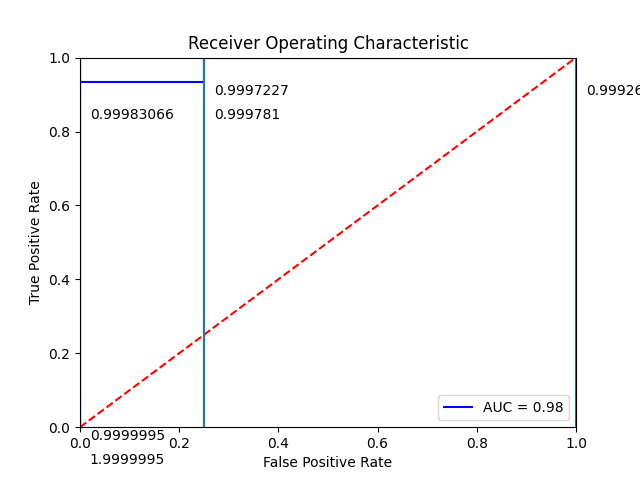 Receiver Operating Characteristic
1.0
0.9997227
0.99926
0.99983066
0.999781
0.8
0.6
True Positive Rate
0.4
0.2
AUC = 0.98
0.0
0.9999995
0.0 0.2 0.4 0.6 0.8 1.0
1.9999995
False Positive Rate